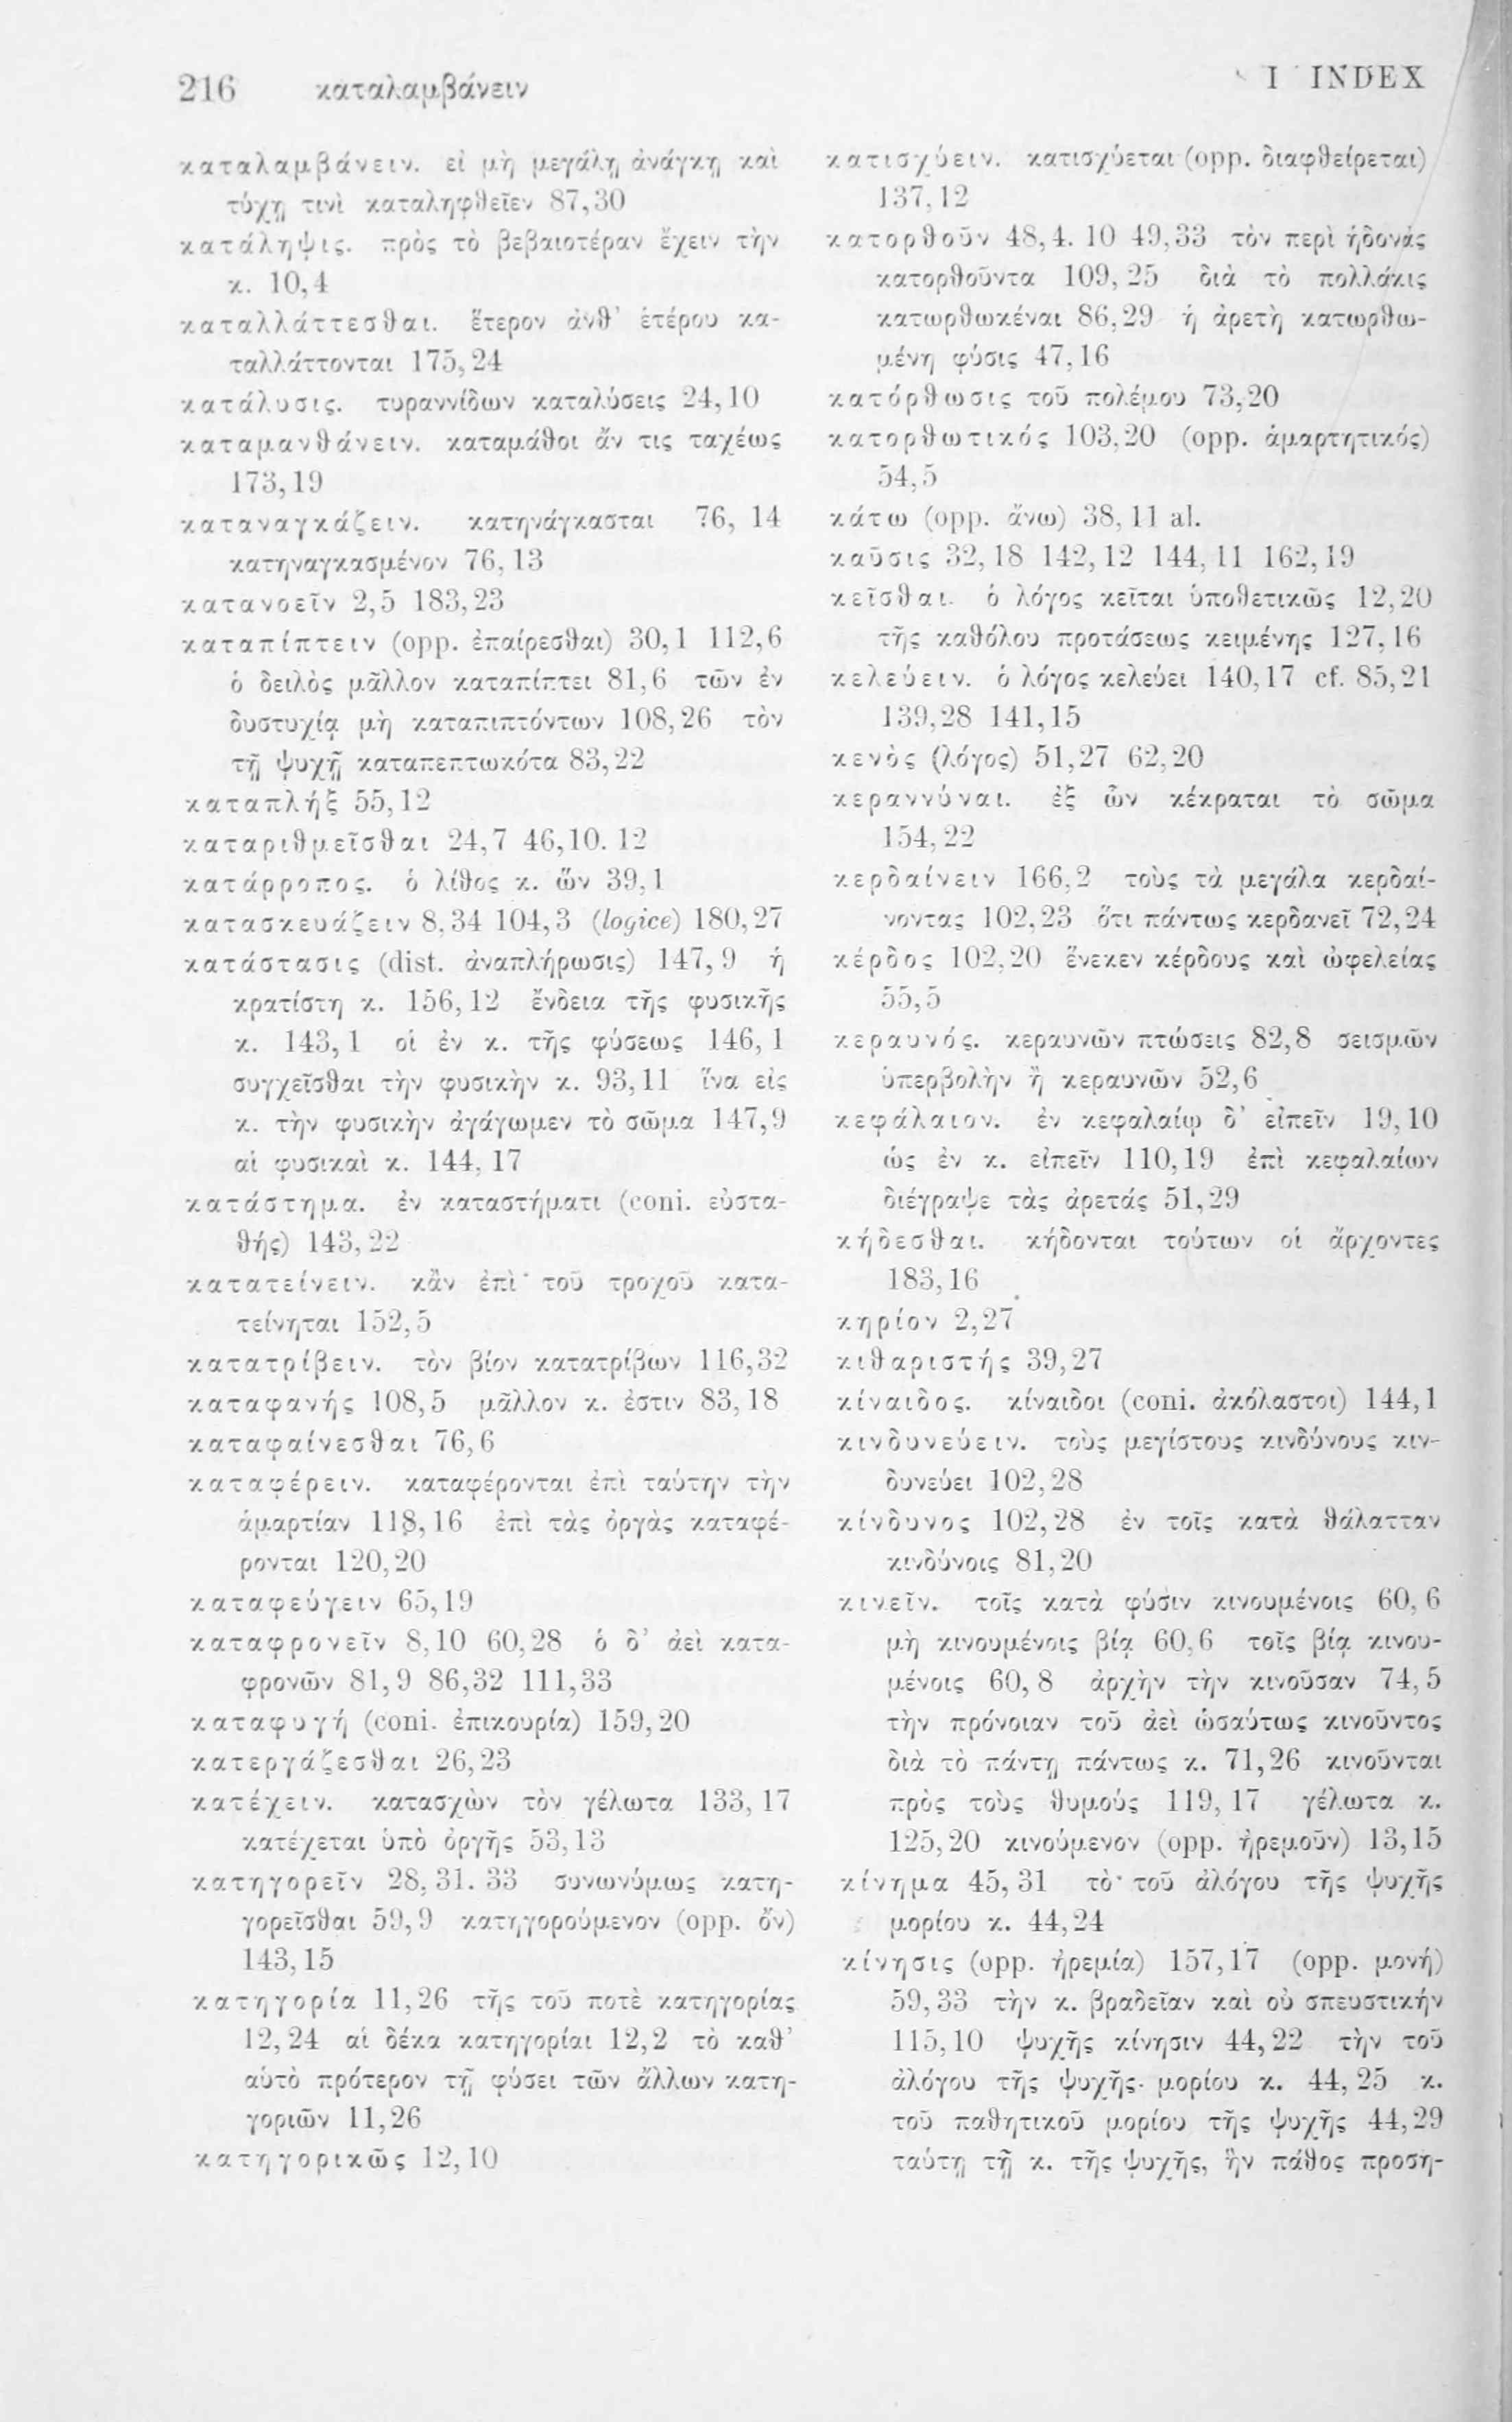 216 καταλαμβάνειν
I INDEX
καταλαμβάνειν. εἰ μὴ μεγάλῃ ἀνάγκῃ καὶ
τύχῃ τινὶ καταληφθεῖεν 87,30
κατάληψις. πρὸς τὸ βεβαιοτέραν ἔχειν τὴν
κ. 10,4
καταλλάττεσθαι. ἕτερον ἀνθ’ ἑτέρου κα-
ταλλάττονται 175,24
κατάλυσις. τυραννίδων καταλύσεις 24,10
καταμανθάνειν. καταμάθοι ἄν τις ταχέως
173,19
καταναγκάζειν. κατηνάγκασται 76, 14
κατηναγκασμένον 76,13
κατανοεῖν 2,5 183,23
καταπίπτειν (opp. ἐπαίρεσθαι) 30,1 112,6
ὁ δειλὸς μᾶλλον καταπίπτει 81,6 τῶν ἐν
δυστυχίᾳ μὴ καταπιπτόντων 108,26 τὸν
τῇ ψυχῇ καταπεπτωκότα 83,22
καταπλήξ 55,12
καταριθμεῖσθαι 24,7 46,10. 12
κατάρροπος. ὁ λίθος κ. ὤν 39,1
κατασκευάζειν 8,34 104,3 (logice) 180,27
κατάστασις (dist. ἀναπλήρωσις) 147,9 ἡ
κρατίστη κ. 156,12 ἔνδεια τῆς φυσικῆς
κ. 143,1 οἱ ἐν κ. τῆς φύσεως 146,1
συγχεῖσθαι τὴν φυσικὴν κ. 93,11 ἵνα εἰς
κ. τὴν φυσικὴν ἀγάγωμεν τὸ σῶμα 147,9
αἱ φυσικαὶ κ. 144, 17
κατάστημα. ἐν καταστήματι (coni. εὐστα-
θής) 143,22
κατατείνειν. κἂν ἐπὶ τοῦ τροχοῦ κατα-
τείνηται 152,5
κατατρίβειν. τὸν βίον κατατρίβων 116,32
καταφανής 108,5 μᾶλλον κ. ἐστιν 83,18
καταφαίνεσθαι 76,6
καταφέρειν. καταφέρονται ἐπὶ ταύτην τὴν
ἁμαρτίαν 118,16 ἐπὶ τὰς ὀργὰς καταφέ-
ρονται 120,20
καταφεύγειν 65,19
καταφρονεῖν 8,10 60,28 ὁ δ’ ἀεὶ κατα-
φρονῶν 81,9 86,32 111,33
καταφυγή (coni. ἐπικουρία) 159,20
κατεργάζεσθαι 26,23
κατέχειν. κατασχὼν τὸν γέλωτα 133,17
κατέχεται ὑπὸ ὀργῆς 53,13
κατηγορεῖν 28,31. 33 συνωνύμως κατη-
γορεῖσθαι 59,9 κατηγορούμενον (opp. ὄν)
143,15
κατηγορία 11,26 τῆς τοῦ ποτὲ κατηγορίας
12,24 αἱ δέκα κατηγορίαι 12,2 τὸ καθ’
αὑτὸ πρότερον τῇ φύσει τῶν ἄλλων κατη-
γοριῶν 11,26
κατηγορικῶς 12,10
κατισχύειν. κατισχύεται (opp. διαφθείρεται)
137,12
κατορθοῦν 48,4. 10 49,33 τὸν περὶ ἡδονὰς
κατορθοῦντα 109,25 διὰ τὸ πολλάκις
κατωρθωκέναι 86,29 ἡ ἀρετὴ κατωρθω-
μένη φύσις 47,16
κατόρθωσις τοῦ πολέμου 73,20
κατορθωτικός 103,20 (opp. ἁμαρτητικός)
54,5
κάτω (opp. ἄνω) 38,11 al.
καῦσις 32,18 142,12 144,11 162,19
κεῖσθαι. ὁ λόγος κεῖται ὑποθετικῶς 12,20
τῆς καθόλου προτάσεως κειμένης 127,16
κελεύειν. ὁ λόγος κελεύει 140,17 cf. 85,21
139,28 141,15
κενὸς (λόγος) 51,27 62,20
κεραννύναι. ἐξ ὧν κέκραται τὸ σῶμα
154,22
κερδαίνειν 166,2 τοὺς τὰ μεγάλα κερδαί-
νοντας 102,23 ὅτι πάντως κερδανεῖ 72,24
κέρδος 102,20 ἕνεκεν κέρδους καὶ ὠφελείας
55,5
κεραυνός. κεραυνῶν πτώσεις 82,8 σεισμῶν
ὑπερβολὴν ἢ κεραυνῶν 52,6
κεφάλαιον. ἐν κεφαλαίῳ δ’ εἰπεῖν 19,10
ὡς ἐν κ. εἰπεῖν 110,19 ἐπὶ κεφαλαίων
διέγραψε τὰς ἀρετάς 51,29
κήδεσθαι. κήδονται τούτων οἱ ἄρχοντες
183,16
κηρίον 2,27
κιθαριστής 39,27
κίναιδος. κίναιδοι (coni. ἀκόλαστοι) 144,1
κινδυνεύειν. τοὺς μεγίστους κινδύνους κιν-
δυνεύει 102,28
κίνδυνος 102,28 ἐν τοῖς κατὰ θάλατταν
κινδύνοις 81,20
κινεῖν. τοῖς κατὰ φύσιν κινουμένοις 60,6
μὴ κινουμένοις βίᾳ 60,6 τοῖς βίᾳ κινου-
μένοις 60,8 ἀρχὴν τὴν κινοῦσαν 74,5
τὴν πρόνοιαν τοῦ ἀεὶ ὡσαύτως κινοῦντος
διὰ τὸ πάντῃ πάντως κ. 71,26 κινοῦνται
πρὸς τοὺς θυμούς 119,17 γέλωτα κ.
125,20 κινούμενον (opp. ἠρεμοῦν) 13,15
κίνημα 45,31 τὸ τοῦ ἀλόγου τῆς ψυχῆς
μορίου κ. 44,24
κίνησις (opp. ἠρεμία) 157,17 (opp. μονή)
59,33 τὴν κ. βραδεῖαν καὶ οὐ σπευστικήν
115,10 ψυχῆς κίνησιν 44,22 τὴν τοῦ
ἀλόγου τῆς ψυχῆς μορίου κ. 44,25 κ.
τοῦ παθητικοῦ μορίου τῆς ψυχῆς 44,29
ταύτῃ τῇ κ. τῆς ψυχῆς, ἣν πάθος προση-